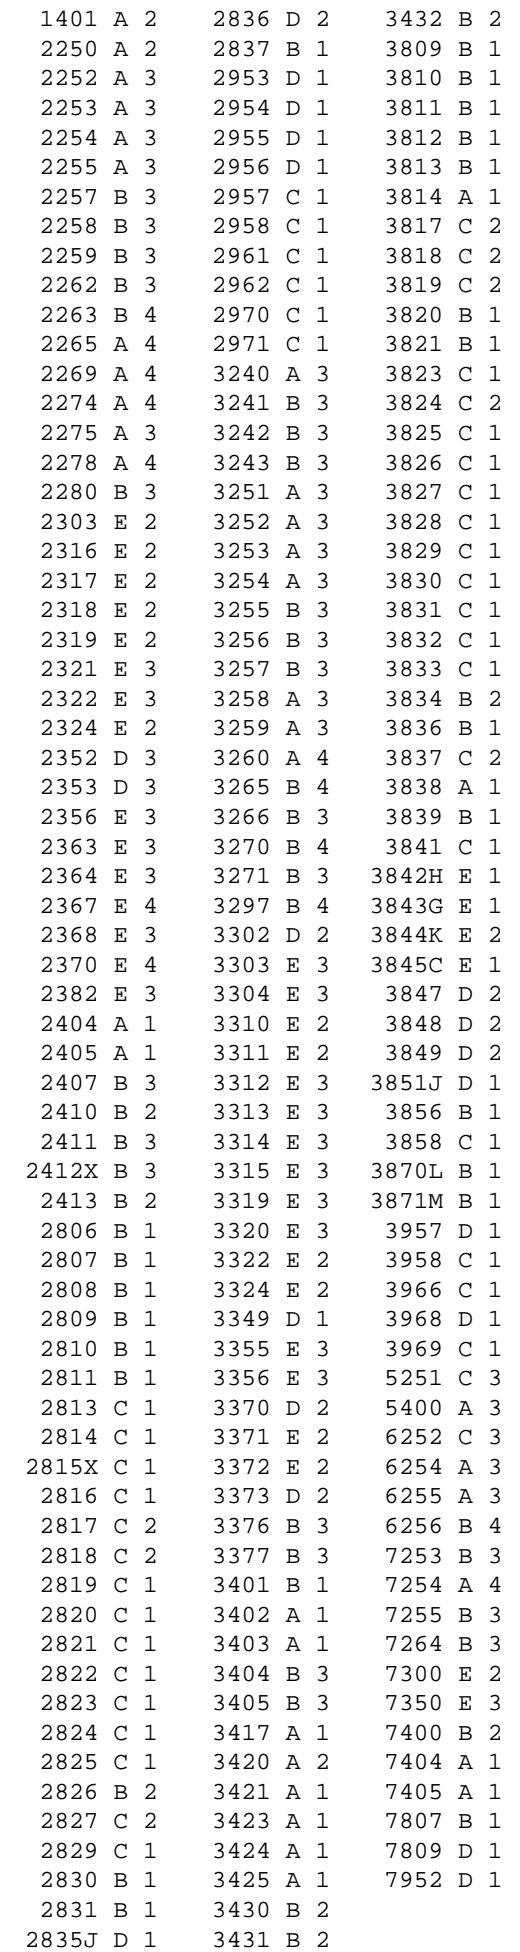 1401 A 2 2836 D 2 3432 B 2
2250 A 2 2837 B 1 3809 B 1
2252 A 3 2953 D 1 3810 B 1
2253 A 3 2954 D 1 3811 B 1
2254 A 3 2955 D 1 3812 B 1
2255 A 3 2956 D 1 3813 B 1
2257 B 3 2957 C 1 3814 A 1
2258 B 3 2958 C 1 3817 C 2
2259 B 3 2961 C 1 3818 C 2
2262 B 3 2962 C 1 3819 C 2
2263 B 4 2970 C 1 3820 B 1
2265 A 4 2971 C 1 3821 B 1
2269 A 4 3240 A 3 3823 C 1
2274 A 4 3241 B 3 3824 C 2
2275 A 3 3242 B 3 3825 C 1
2278 A 4 3243 B 3 3826 C 1
2280 B 3 3251 A 3 3827 C 1
2303 E 2 3252 A 3 3828 C 1
2316 E 2 3253 A 3 3829 C 1
2317 E 2 3254 A 3 3830 C 1
2318 E 2 3255 B 3 3831 C 1
2319 E 2 3256 B 3 3832 C 1
2321 E 3 3257 B 3 3833 C 1
2322 E 3 3258 A 3 3834 B 2
2324 E 2 3259 A 3 3836 B 1
2352 D 3 3260 A 4 3837 C 2
2353 D 3 3265 B 4 3838 A 1
2356 E 3 3266 B 3 3839 B 1
2363 E 3 3270 B 4 3841 C 1
2364 E 3 3271 B 3 3842H E 1
2367 E 4 3297 B 4 3843G E 1
2368 E 3 3302 D 2 3844K E 2
2370 E 4 3303 E 3 3845C E 1
2382 E 3 3304 E 3 3847 D 2
2404 A 1 3310 E 2 3848 D 2
2405 A 1 3311 E 2 3849 D 2
2407 B 3 3312 E 3 3851J D 1
2410 B 2 3313 E 3 3856 B 1
2411 B 3 3314 E 3 3858 C 1
2412X B 3 3315 E 3 3870L B 1
2413 B 2 3319 E 3 3871M B 1
2806 B 1 3320 E 3 3957 D 1
2807 B 1 3322 E 2 3958 C 1
2808 B 1 3324 E 2 3966 C 1
2809 B 1 3349 D 1 3968 D 1
2810 B 1 3355 E 3 3969 C 1
2811 B 1 3356 E 3 5251 C 3
2813 C 1 3370 D 2 5400 A 3
2814 C 1 3371 E 2 6252 C 3
2815X C 1 3372 E 2 6254 A 3
2816 C 1 3373 D 2 6255 A 3
2817 C 2 3376 B 3 6256 B 4
2818 C 2 3377 B 3 7253 B 3
2819 C 1 3401 B 1 7254 A 4
2820 C 1 3402 A 1 7255 B 3
2821 C 1 3403 A 1 7264 B 3
2822 C 1 3404 B 3 7300 E 2
2823 C 1 3405 B 3 7350 E 3
2824 C 1 3417 A 1 7400 B 2
2825 C 1 3420 A 2 7404 A 1
2826 B 2 3421 A 1 7405 A 1
2827 C 2 3423 A 1 7807 B 1
2829 C 1 3424 A 1 7809 D 1
2830 B 1 3425 A 1 7952 D 1
2831 B 1 3430 B 2
2835J D 1 3431 B 2